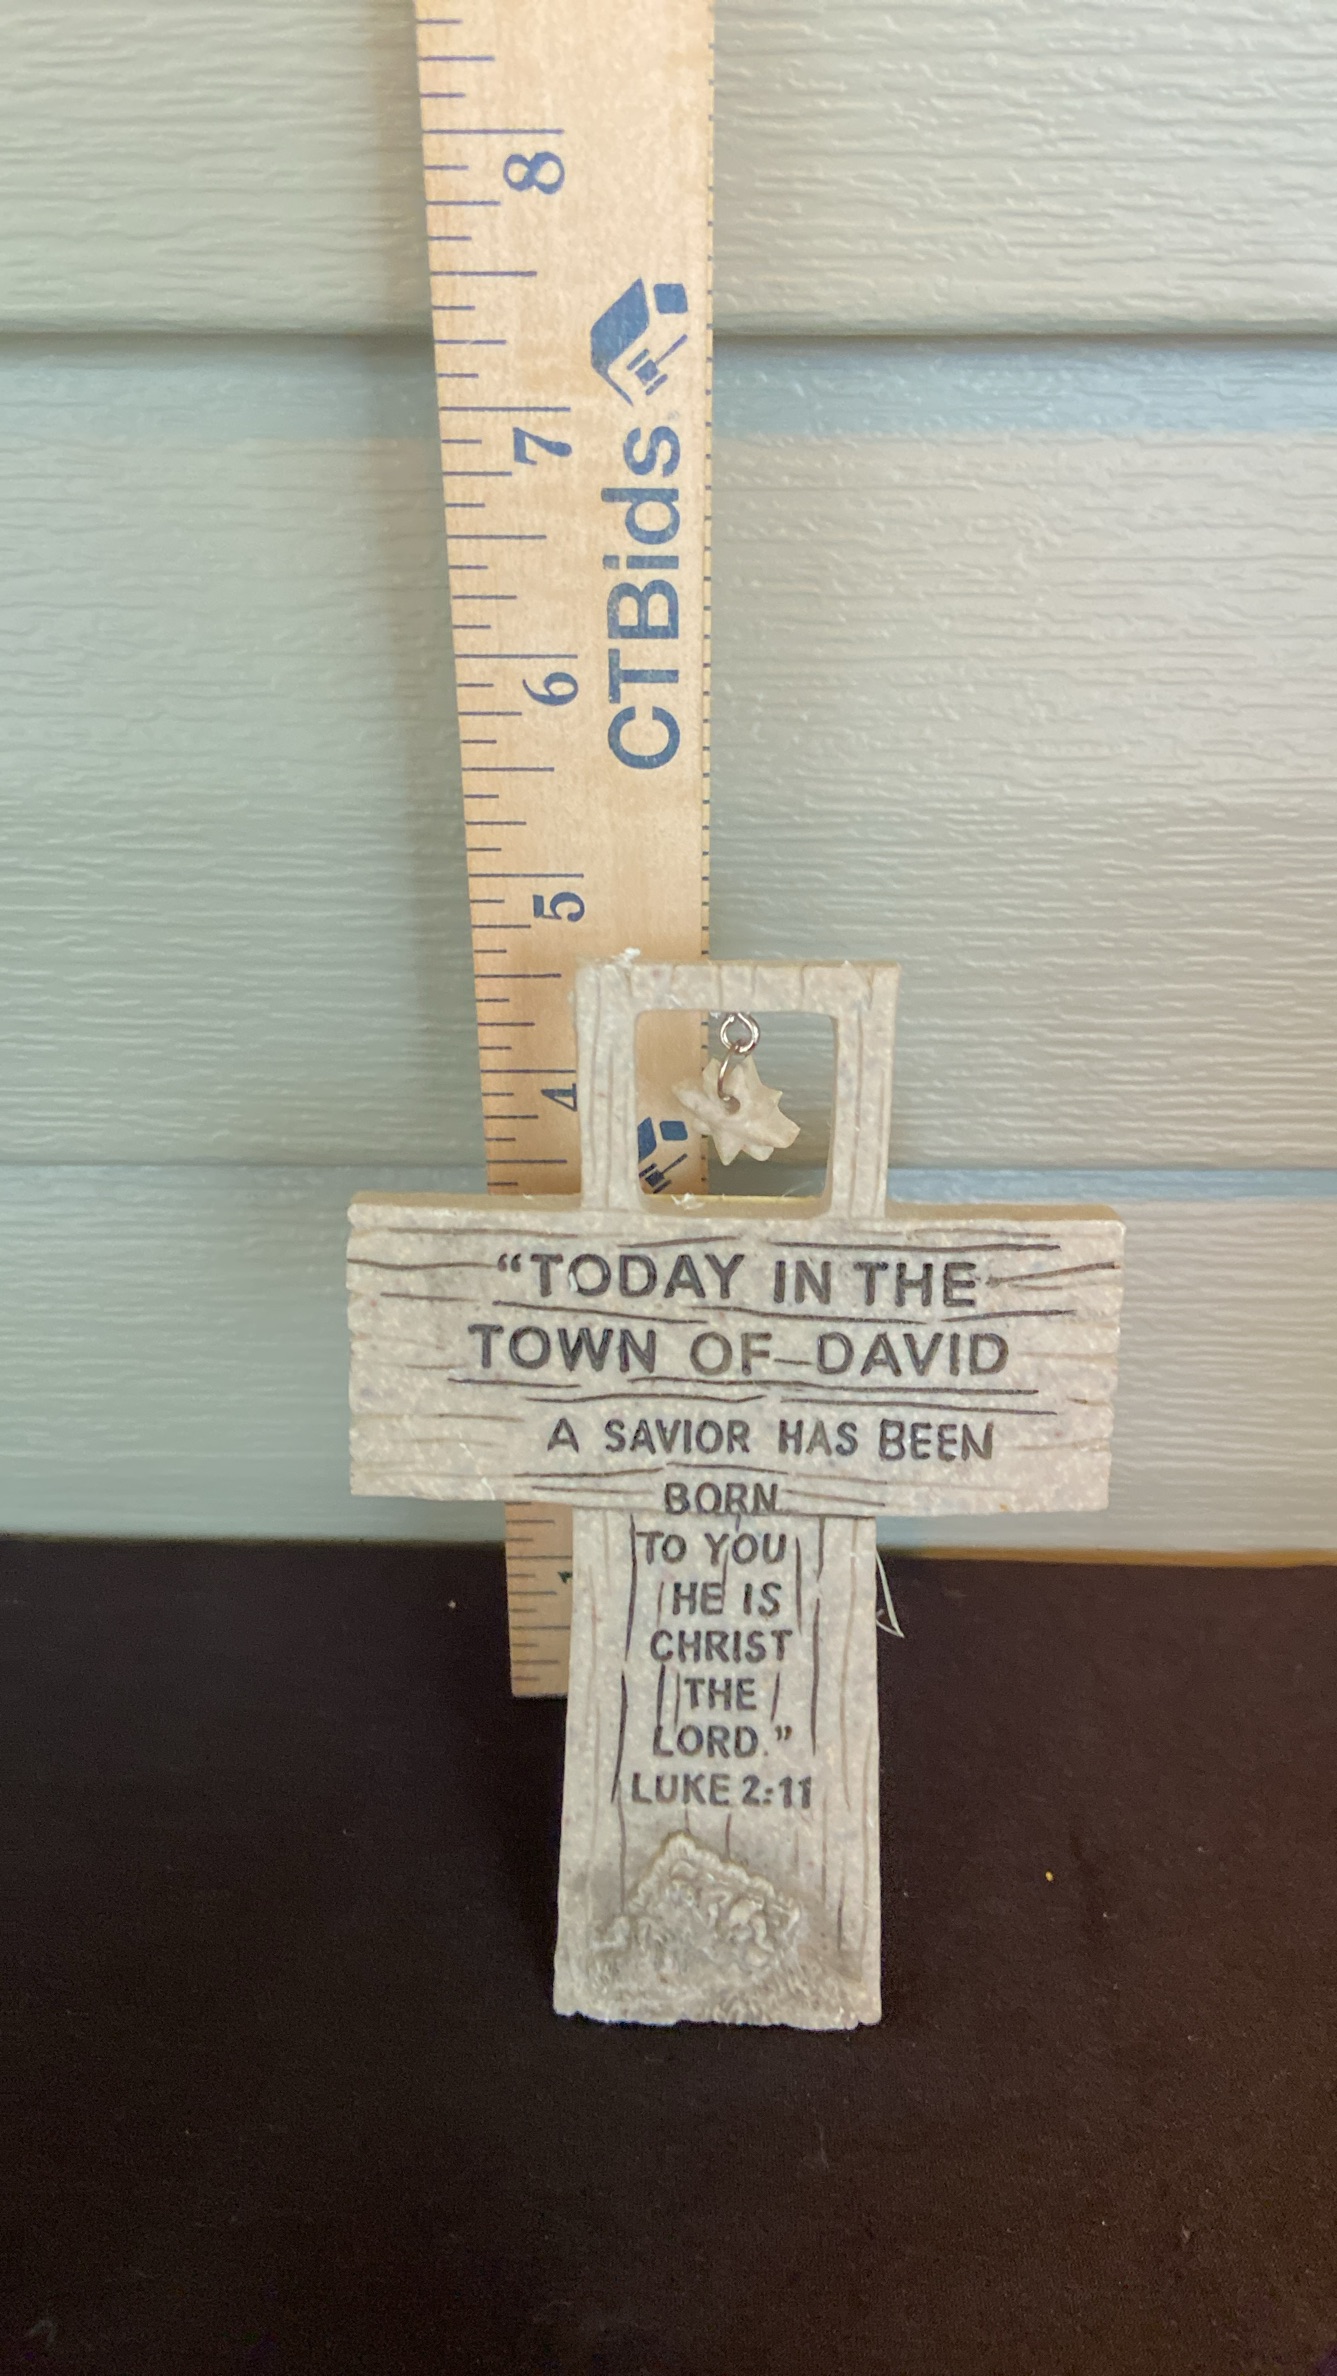 8
7
CTBids
6
5
4
"TODAY IN THE
TOWN OF DAVID
A SAVIOR HAS BEEN
BORN
TO YOU
HE IS
CHRIST
THE
LORD."
LUKE 2:11